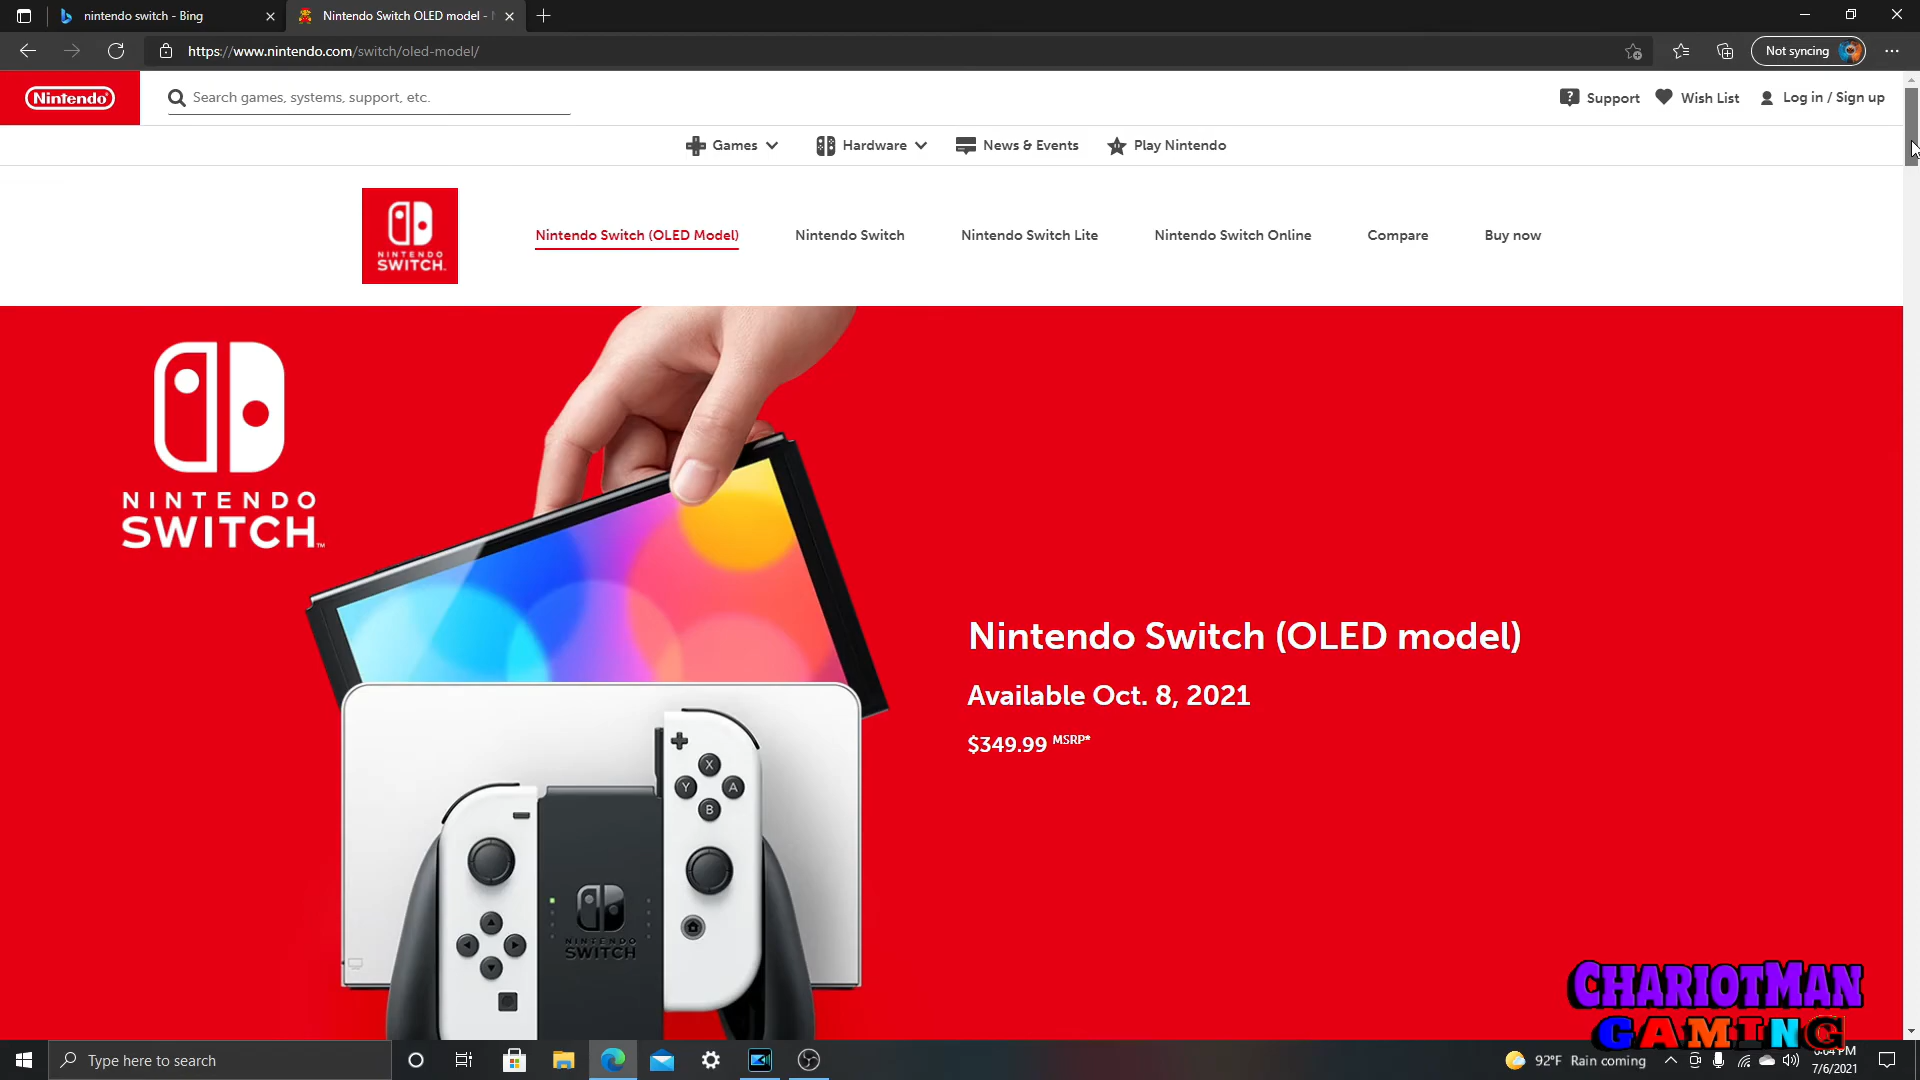 nintendo switch - Bing
Nintendo Switch OLED model -
https://www.nintendo.com/switch/oled-model/
Not syncing
Nintendo
Search games, systems, support, etc.
Support
Wish List
Log in / Sign up
Games
Hardware
News & Events
Play Nintendo
NINTENDO
SWITCH.
Nintendo Switch (OLED Model)
Nintendo Switch
Nintendo Switch Lite
Nintendo Switch Online
Compare
Buy now
NINTENDO
SWITCH™
Nintendo Switch (OLED model)
Available Oct. 8, 2021
$349.99 MSRP*
X
Y
A
B
NINTENDO
SWITCH
CHARIOTMAN
GAMING
Type here to search
92°F Rain coming
7/6/2021